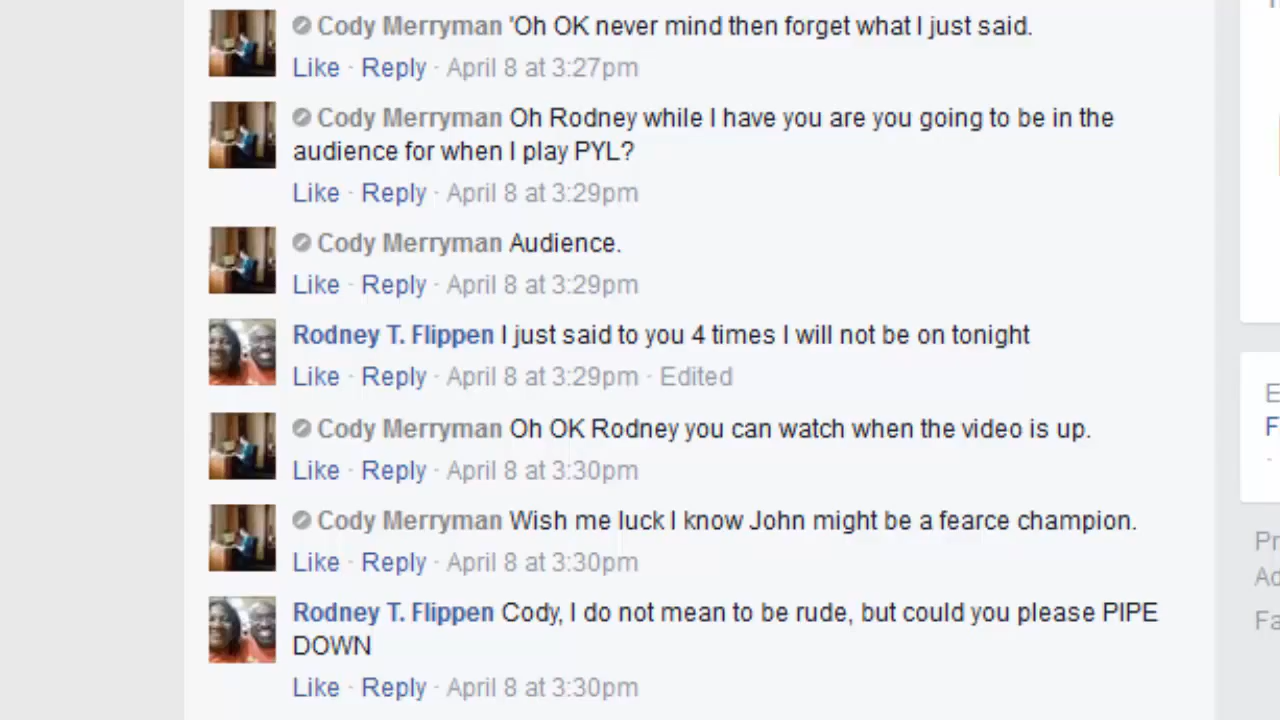 Cody Merryman 'Oh OK never mind then forget what I just said.
Like · Reply · April 8 at 3:27pm
Cody Merryman Oh Rodney while I have you are you going to be in the
audience for when I play PYL?
Like · Reply · April 8 at 3:29pm
Cody Merryman Audience.
Like · Reply · April 8 at 3:29pm
Rodney T. Flippen I just said to you 4 times I will not be on tonight
Like · Reply · April 8 at 3:29pm · Edited
Cody Merryman Oh OK Rodney you can watch when the video is up.
Like · Reply · April 8 at 3:30pm
Cody Merryman Wish me luck I know John might be a fearce champion.
Like · Reply · April 8 at 3:30pm
Rodney T. Flippen Cody, I do not mean to be rude, but could you please PIPE
DOWN
Like · Reply · April 8 at 3:30pm
E
F
Pr
Ad
Fa